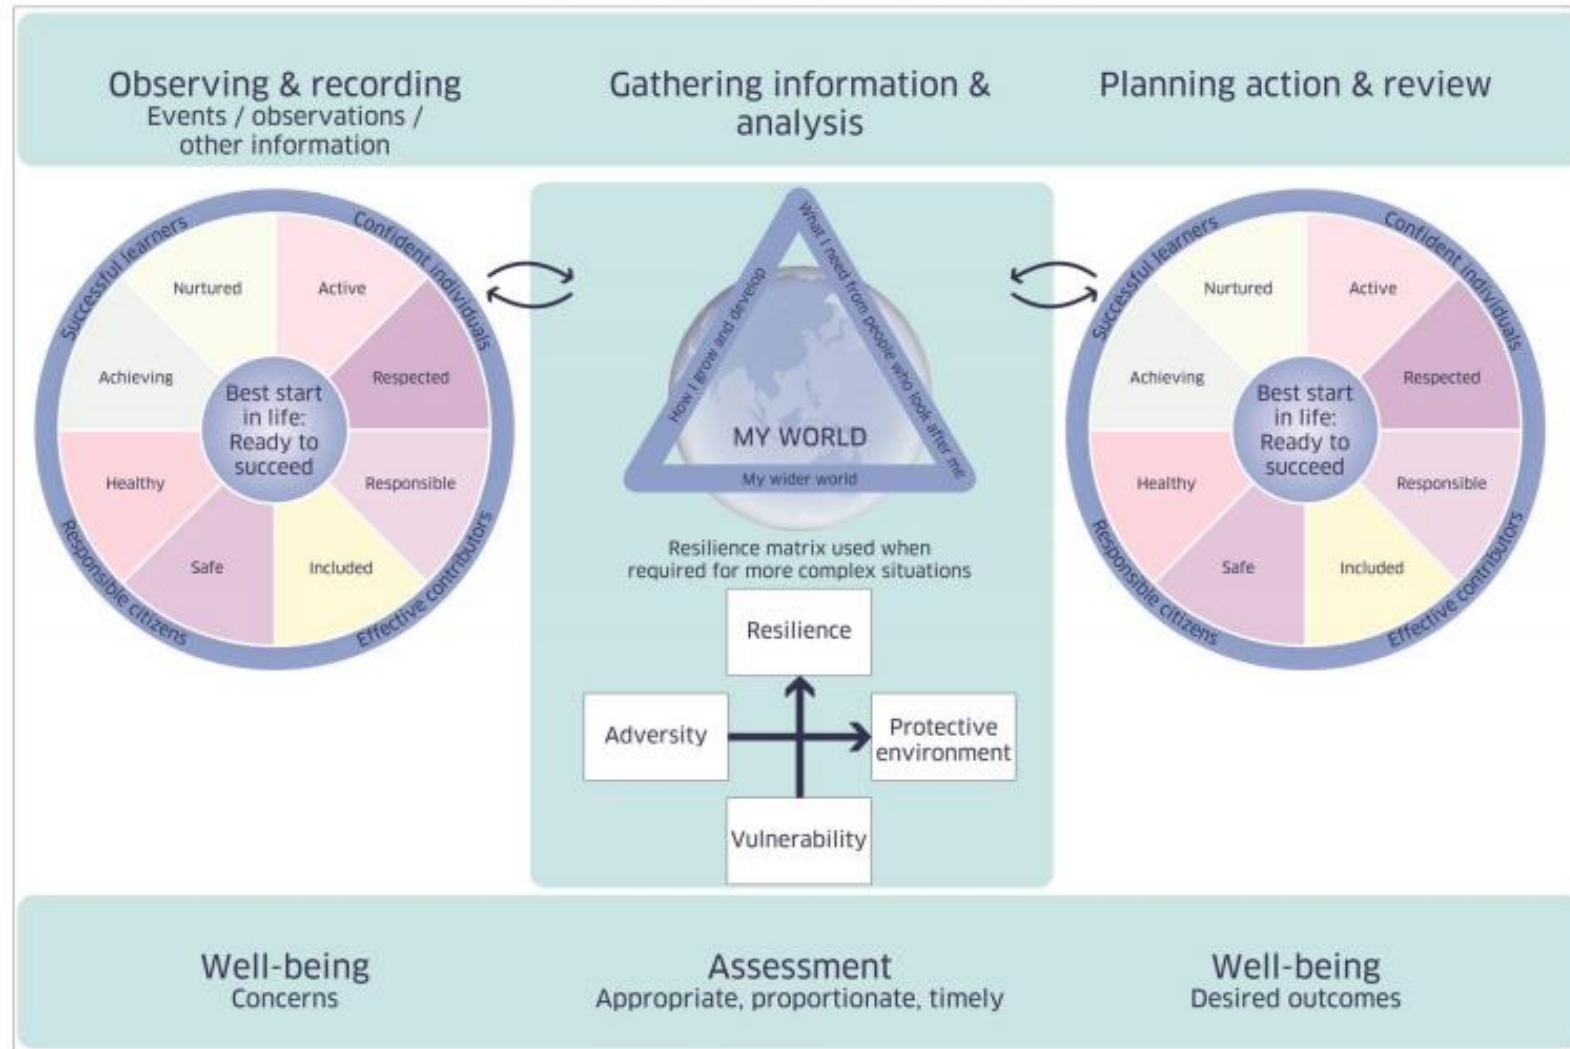 Observing & recording
Events / observations /
other information
Gathering information &
analysis
Planning action & review
Successful learners
Confident individuals
Nurtured
Active
Achieving
Respected
Best start
in life:
Ready to
succeed
Healthy
Responsible
Safe
Included
Responsible citizens
Effective contributors
How I grow and develop
What I need from people who look after me
MY WORLD
My wider world
Resilience matrix used when
required for more complex situations
Resilience
Adversity
Protective
environment
Vulnerability
Successful learners
Confident individuals
Nurtured
Active
Achieving
Respected
Best start
in life:
Ready to
succeed
Healthy
Responsible
Safe
Included
Responsible citizens
Effective contributors
Well-being
Concerns
Assessment
Appropriate, proportionate, timely
Well-being
Desired outcomes